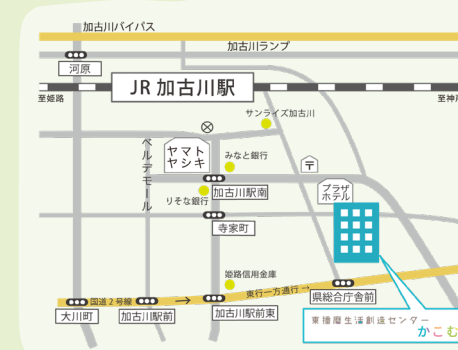 加古川バイパス
加古川ランプ
河原
JR 加古川駅
至姫路
至神戸
サンライズ加古川
ベルデモール
ヤマト
ヤシキ
みなと銀行
〒
りそな銀行
加古川駅南
プラザ
ホテル
寺家町
姫路信用金庫
国道2号線
→
東行一方通行→
県総合庁舎前
大川町
加古川駅前
加古川駅前東
東播磨生活創造センター
かこむ